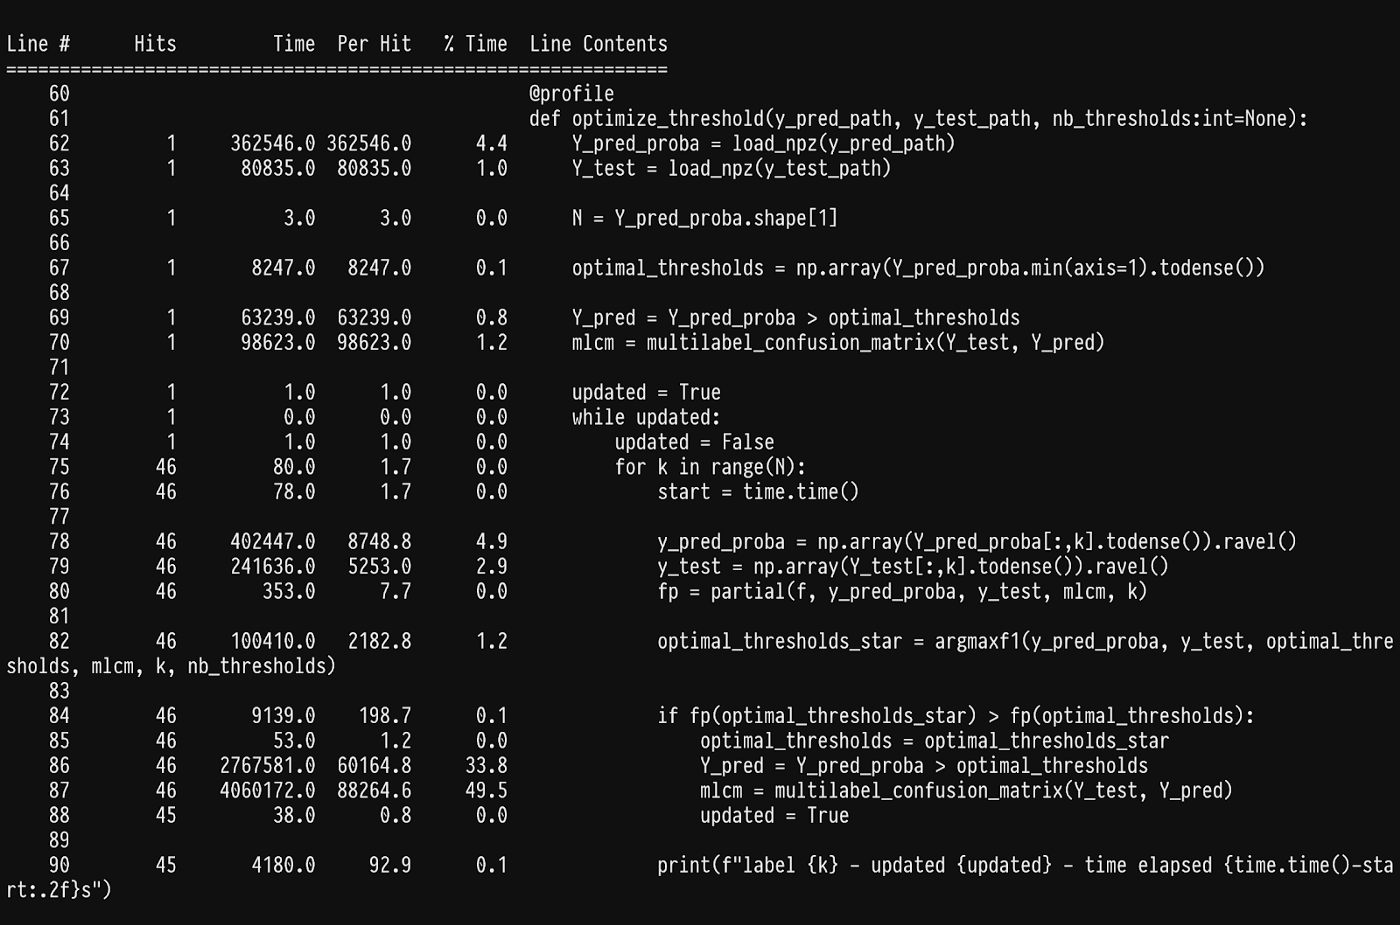 Line #      Hits         Time  Per Hit   % Time  Line Contents
==============================================================
    60                                           @profile
    61                                           def optimize_threshold(y_pred_path, y_test_path, nb_thresholds:int=None):
    62         1     362546.0 362546.0      4.4      Y_pred_proba = load_npz(y_pred_path)
    63         1      80835.0  80835.0      1.0      Y_test = load_npz(y_test_path)
    64
    65         1          3.0      3.0      0.0      N = Y_pred_proba.shape[1]
    66
    67         1       8247.0   8247.0      0.1      optimal_thresholds = np.array(Y_pred_proba.min(axis=1).todense())
    68
    69         1      63239.0  63239.0      0.8      Y_pred = Y_pred_proba > optimal_thresholds
    70         1      98623.0  98623.0      1.2      mlcm = multilabel_confusion_matrix(Y_test, Y_pred)
    71
    72         1          1.0      1.0      0.0      updated = True
    73         1          0.0      0.0      0.0      while updated:
    74         1          1.0      1.0      0.0          updated = False
    75        46         80.0      1.7      0.0          for k in range(N):
    76        46         78.0      1.7      0.0              start = time.time()
    77
    78        46     402447.0   8748.8      4.9              y_pred_proba = np.array(Y_pred_proba[:,k].todense()).ravel()
    79        46     241636.0   5253.0      2.9              y_test = np.array(Y_test[:,k].todense()).ravel()
    80        46        353.0      7.7      0.0              fp = partial(f, y_pred_proba, y_test, mlcm, k)
    81
    82        46     100410.0   2182.8      1.2              optimal_thresholds_star = argmaxf1(y_pred_proba, y_test, optimal_thre
sholds, mlcm, k, nb_thresholds)
    83
    84        46       9139.0    198.7      0.1              if fp(optimal_thresholds_star) > fp(optimal_thresholds):
    85        46         53.0      1.2      0.0                  optimal_thresholds = optimal_thresholds_star
    86        46    2767581.0  60164.8     33.8                  Y_pred = Y_pred_proba > optimal_thresholds
    87        46    4060172.0  88264.6     49.5                  mlcm = multilabel_confusion_matrix(Y_test, Y_pred)
    88        45         38.0      0.8      0.0                  updated = True
    89
    90        45       4180.0     92.9      0.1              print(f"label {k} - updated {updated} - time elapsed {time.time()-sta
rt:.2f}s")